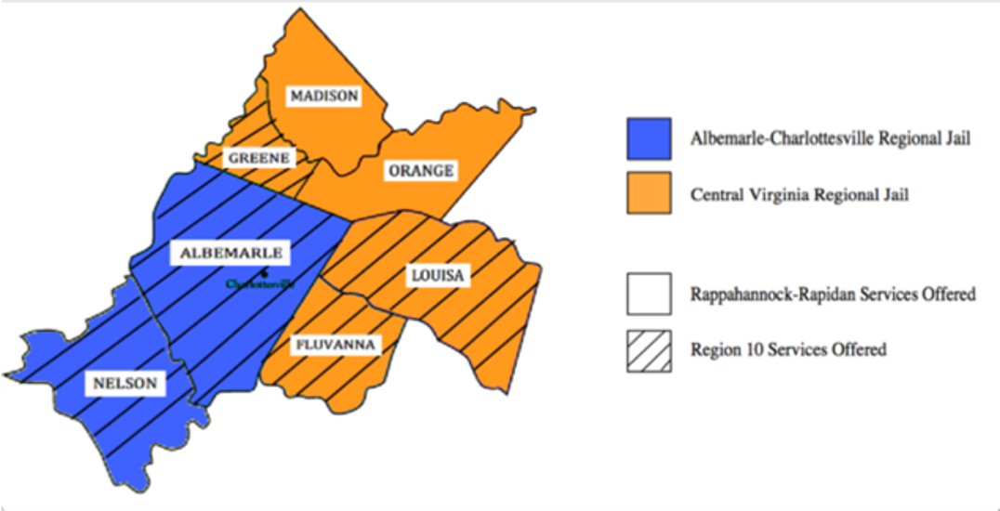 MADISON
GREENE
ORANGE
ALBEMARLE
Charlottesville
LOUISA
FLUVANNA
NELSON
Albemarle-Charlottesville Regional Jail
Central Virginia Regional Jail
Rappahannock-Rapidan Services Offered
Region 10 Services Offered